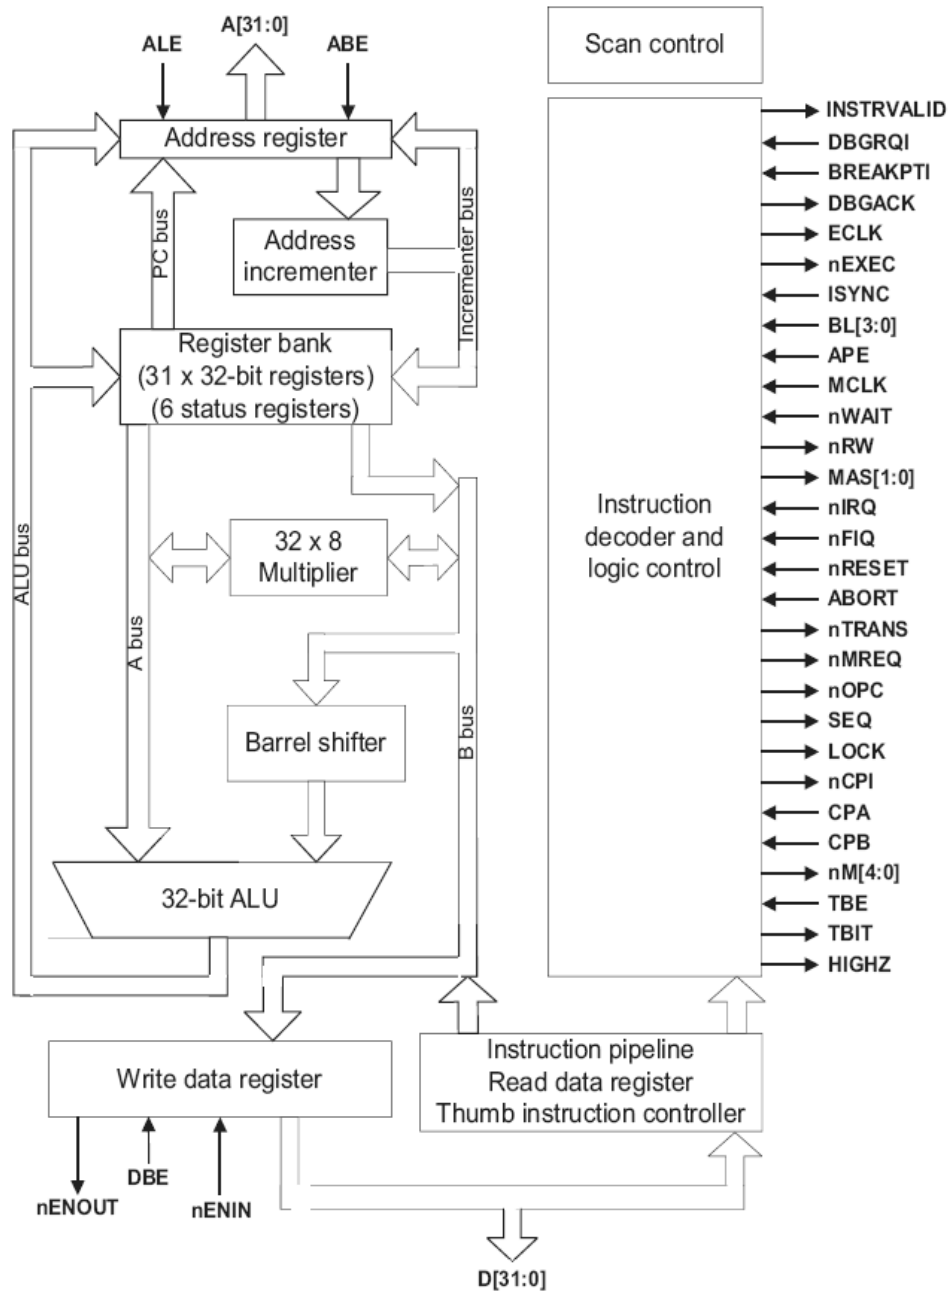 A[31:0]
ALE
ABE
Scan control
Address register
INSTRVALID
DBGRQI
BREAKPTI
DBGACK
ECLK
nEXEC
ISYNC
BL[3:0]
APE
MCLK
nWAIT
nRW
MAS[1:0]
nIRQ
nFIQ
nRESET
ABORT
nTRANS
nMREQ
nOPC
SEQ
LOCK
nCPI
CPA
CPB
nM[4:0]
TBE
TBIT
HIGHZ
PC bus
Address
incrementer
Incrementer bus
Register bank
(31 x 32-bit registers)
(6 status registers)
Instruction
decoder and
logic control
ALU bus
32 x 8
Multiplier
A bus
Barrel shifter
B bus
32-bit ALU
Write data register
Instruction pipeline
Read data register
Thumb instruction controller
nENOUT
DBE
nENIN
D[31:0]